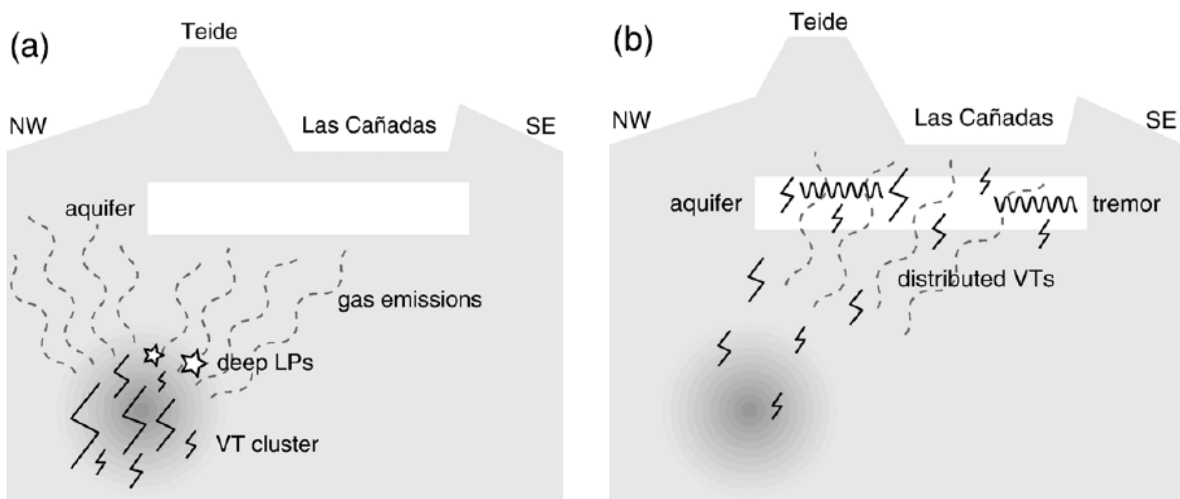 (a)
Teide
NW
Las Cañadas
SE
aquifer
gas emissions
deep LPs
VT cluster
(b)
Teide
NW
Las Cañadas
SE
aquifer
tremor
distributed VTs